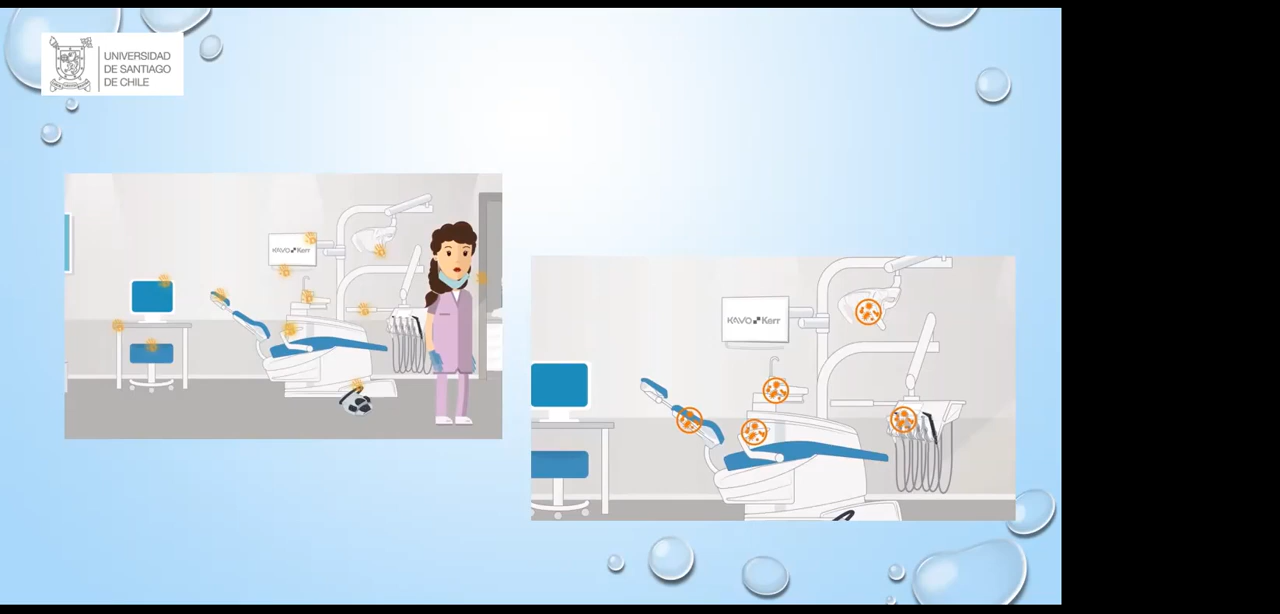 UNIVERSIDAD
DE SANTIAGO
DE CHILE
KAVO Kerr
KAVO Kerr